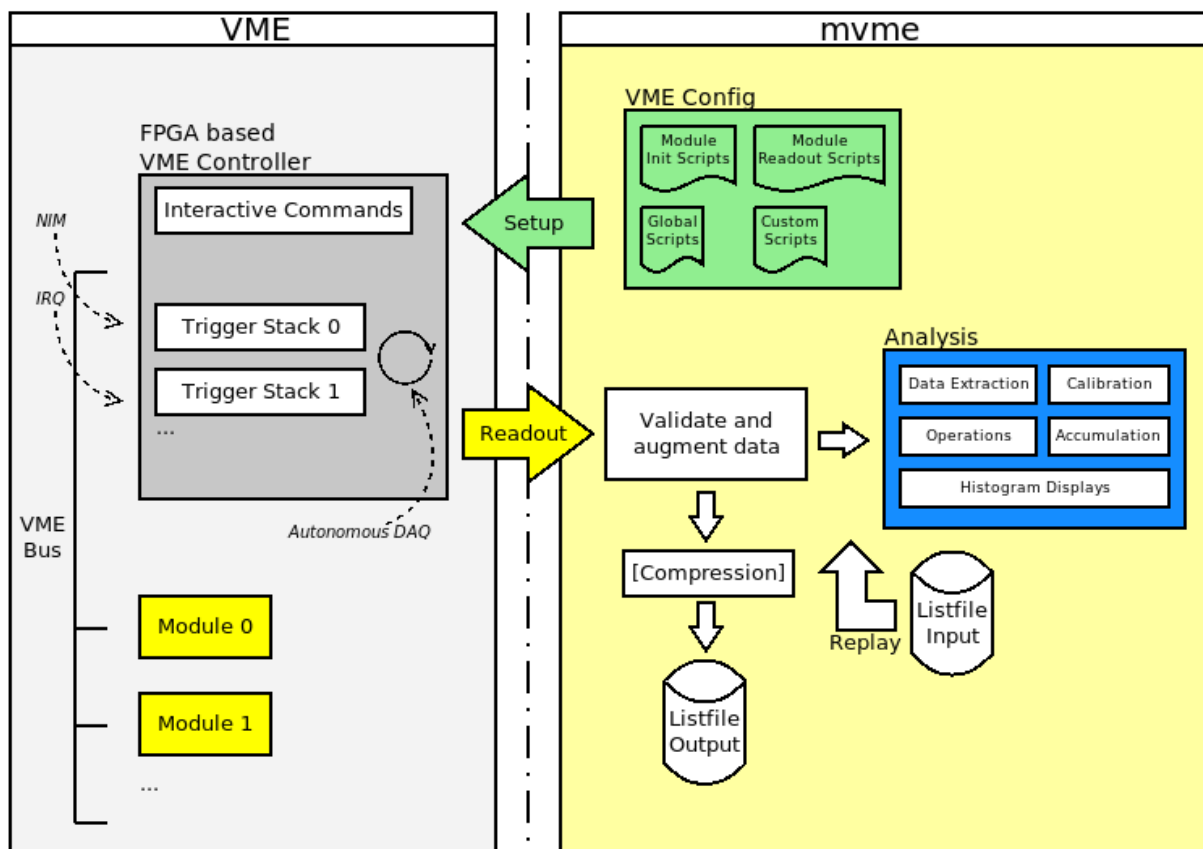 VME
mvme
FPGA based
VME Controller
Interactive Commands
NIM
IRQ
Trigger Stack 0
Trigger Stack 1
...
Autonomous DAQ
VME
Bus
Module 0
Module 1
...
Setup
Readout
VME Config
Module
Init Scripts
Module
Readout Scripts
Global
Scripts
Custom
Scripts
Validate and
augment data
[Compression]
Listfile
Output
Analysis
Data Extraction
Calibration
Operations
Accumulation
Histogram Displays
Replay
Listfile
Input